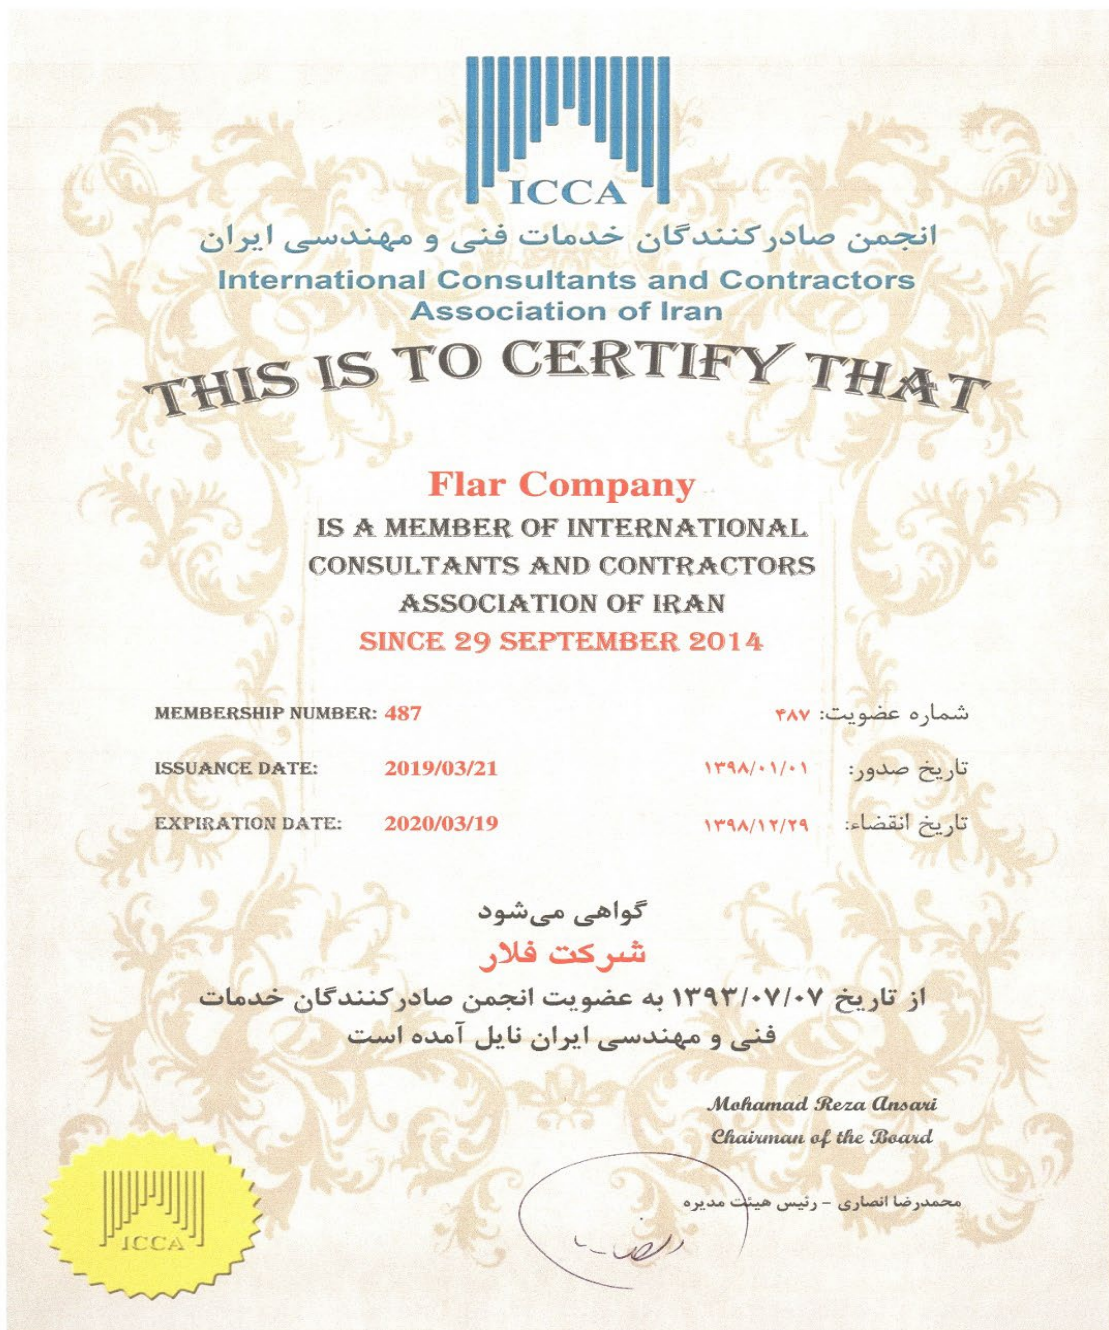 ICCA
انجمن صادرکنندگان خدمات فنی و مهندسی ایران
International Consultants and Contractors
Association of Iran
THIS IS TO CERTIFY THAT
Flar Company
IS A MEMBER OF INTERNATIONAL
CONSULTANTS AND CONTRACTORS
ASSOCIATION OF IRAN
SINCE 29 SEPTEMBER 2014
MEMBERSHIP NUMBER: 487
شماره عضویت: ۴۸۷
ISSUANCE DATE: 2019/03/21
تاریخ صدور: ۱۳۹۸/۰۱/۰۱
EXPIRATION DATE: 2020/03/19
تاریخ انقضاء: ۱۳۹۸/۱۲/۲۹
گواهی می‌شود
شرکت فلار
از تاریخ ۱۳۹۳/۰۷/۰۷ به عضویت انجمن صادرکنندگان خدمات
فنی و مهندسی ایران نایل آمده است
Mohamad Reza Ansari
Chairman of the Board
محمدرضا انصاری - رئیس هیئت مدیره
ICCA